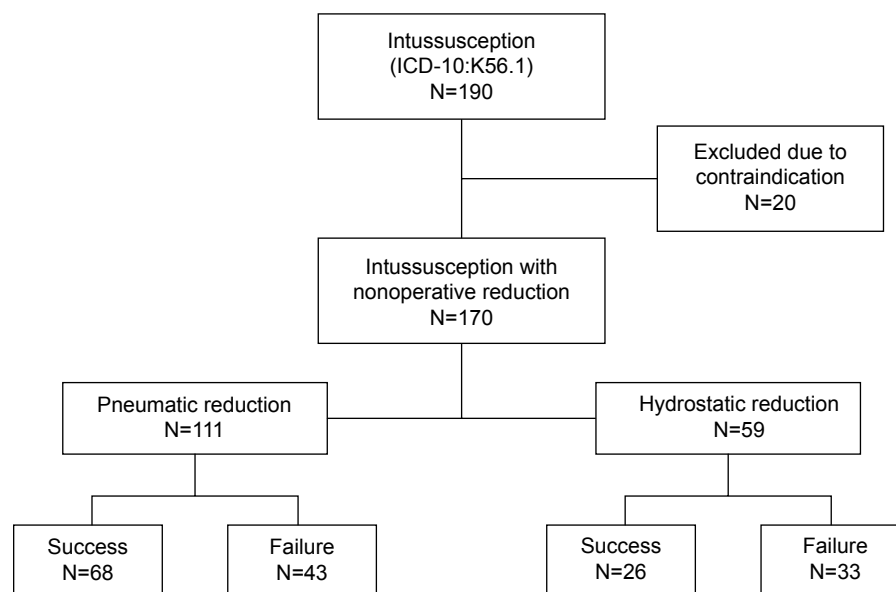 Intussusception
(ICD-10:K56.1)
N=190
Excluded due to
contraindication
N=20
Intussusception with
nonoperative reduction
N=170
Pneumatic reduction
N=111
Hydrostatic reduction
N=59
Success
N=68
Failure
N=43
Success
N=26
Failure
N=33